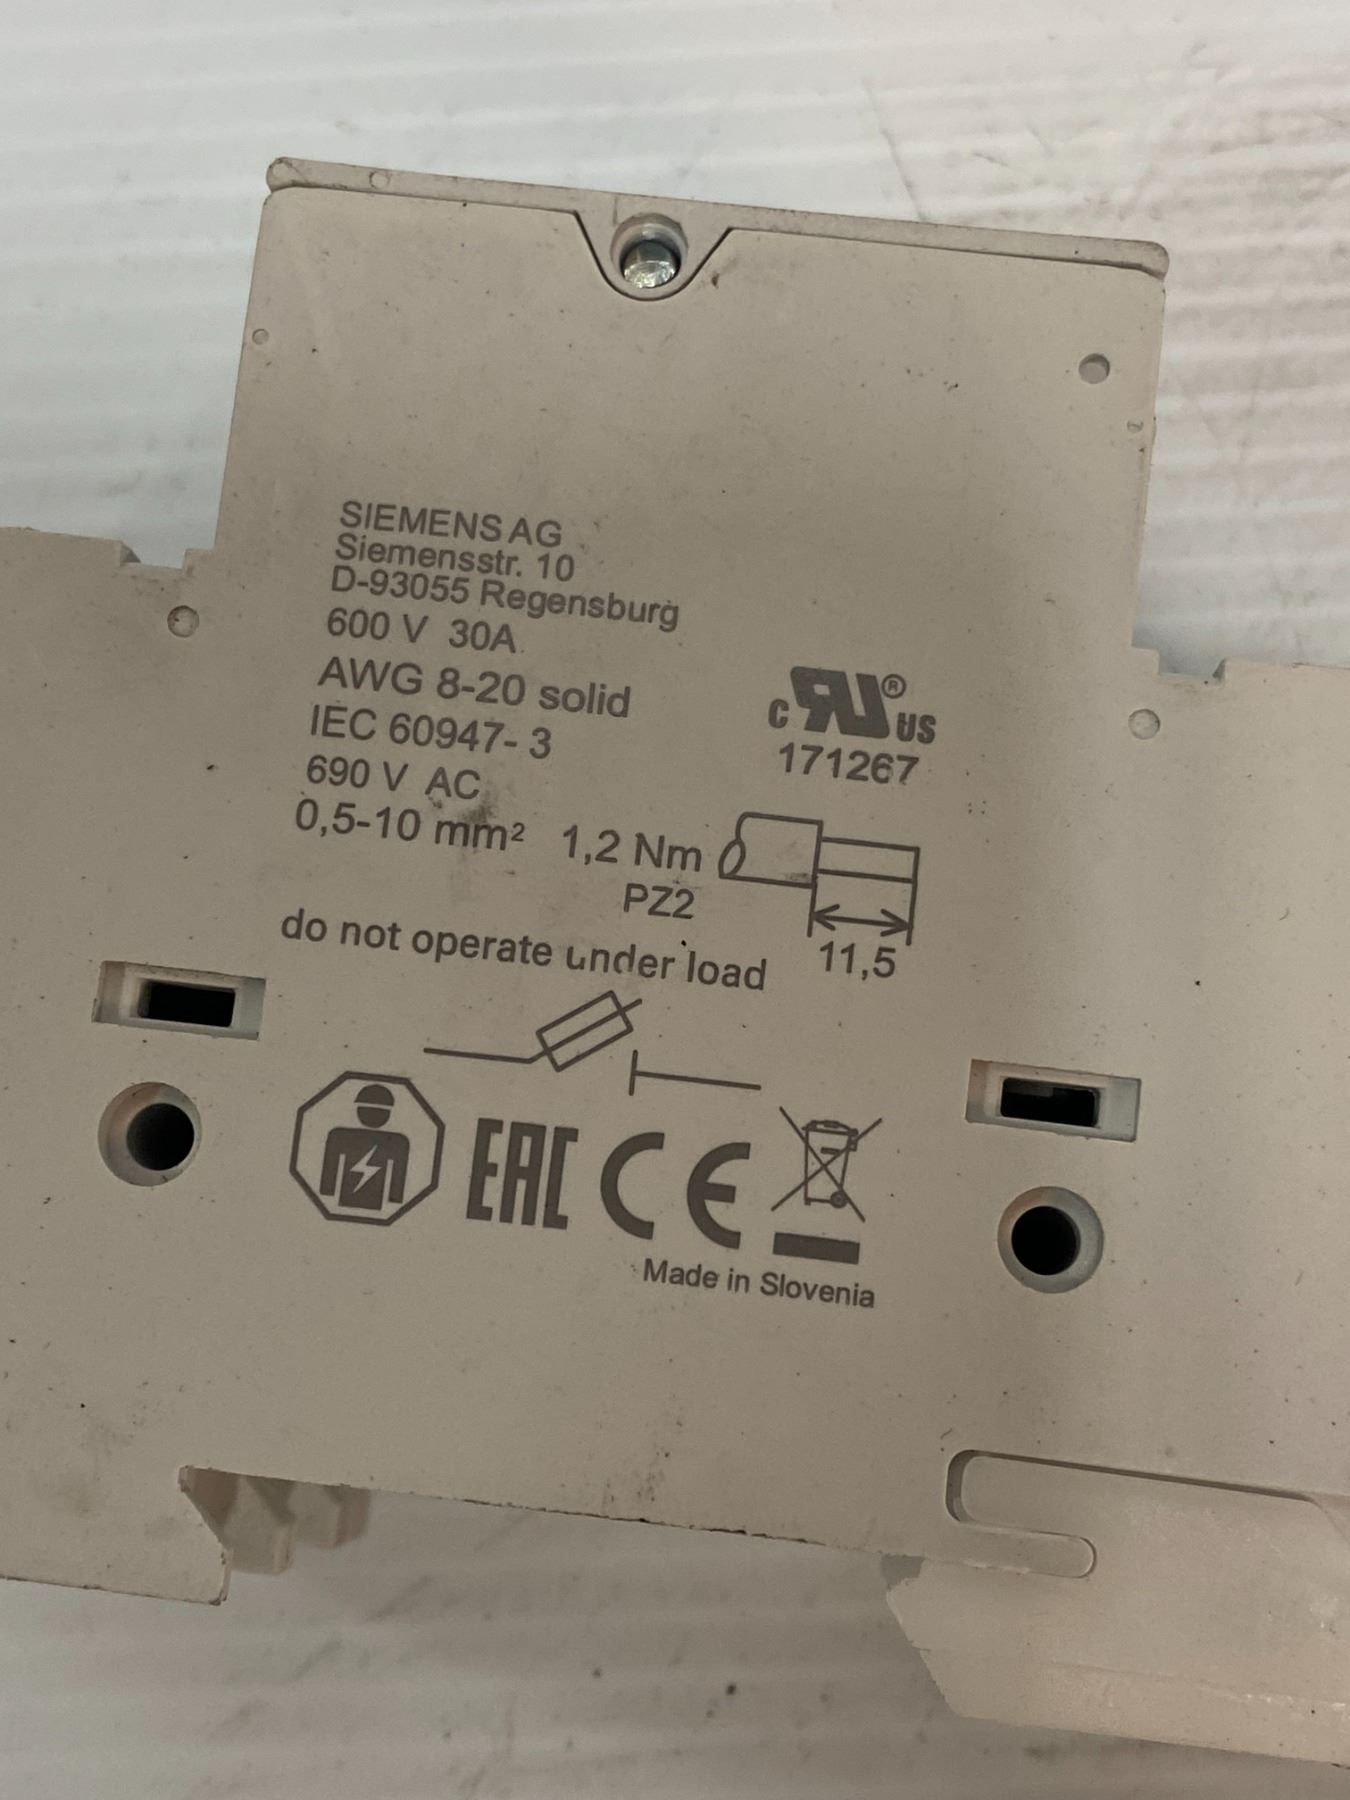 SIEMENS AG
Siemensstr. 10
D-93055 Regensburg
600 V 30A
AWG 8-20 solid
IEC 60947- 3
690 V AC
0,5-10 mm² 1,2 Nm
PZ2
c RU® US
171267
11,5
do not operate under load
EAC CE
Made in Slovenia